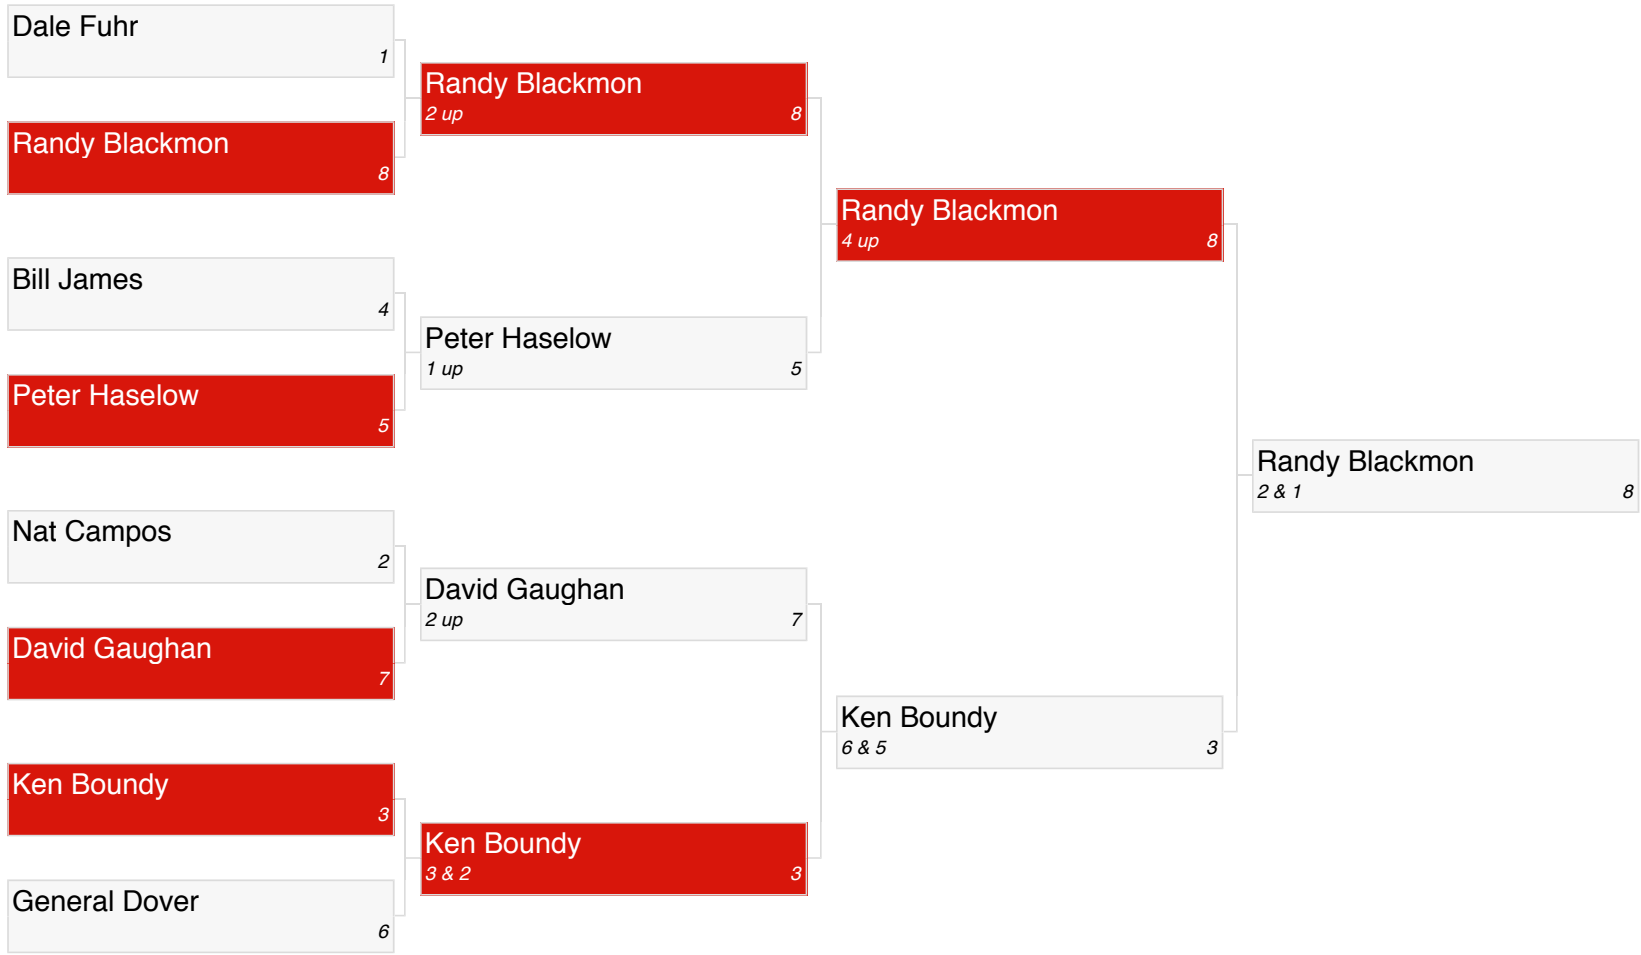 Dale Fuhr
1
Randy Blackmon
8
Bill James
4
Peter Haselow
5
Nat Campos
2
David Gaughan
7
Ken Boundy
3
General Dover
6
Randy Blackmon
2 up 8
Peter Haselow
1 up 5
David Gaughan
2 up 7
Ken Boundy
3 & 2 3
Randy Blackmon
4 up 8
Ken Boundy
6 & 5 3
Randy Blackmon
2 & 1 8